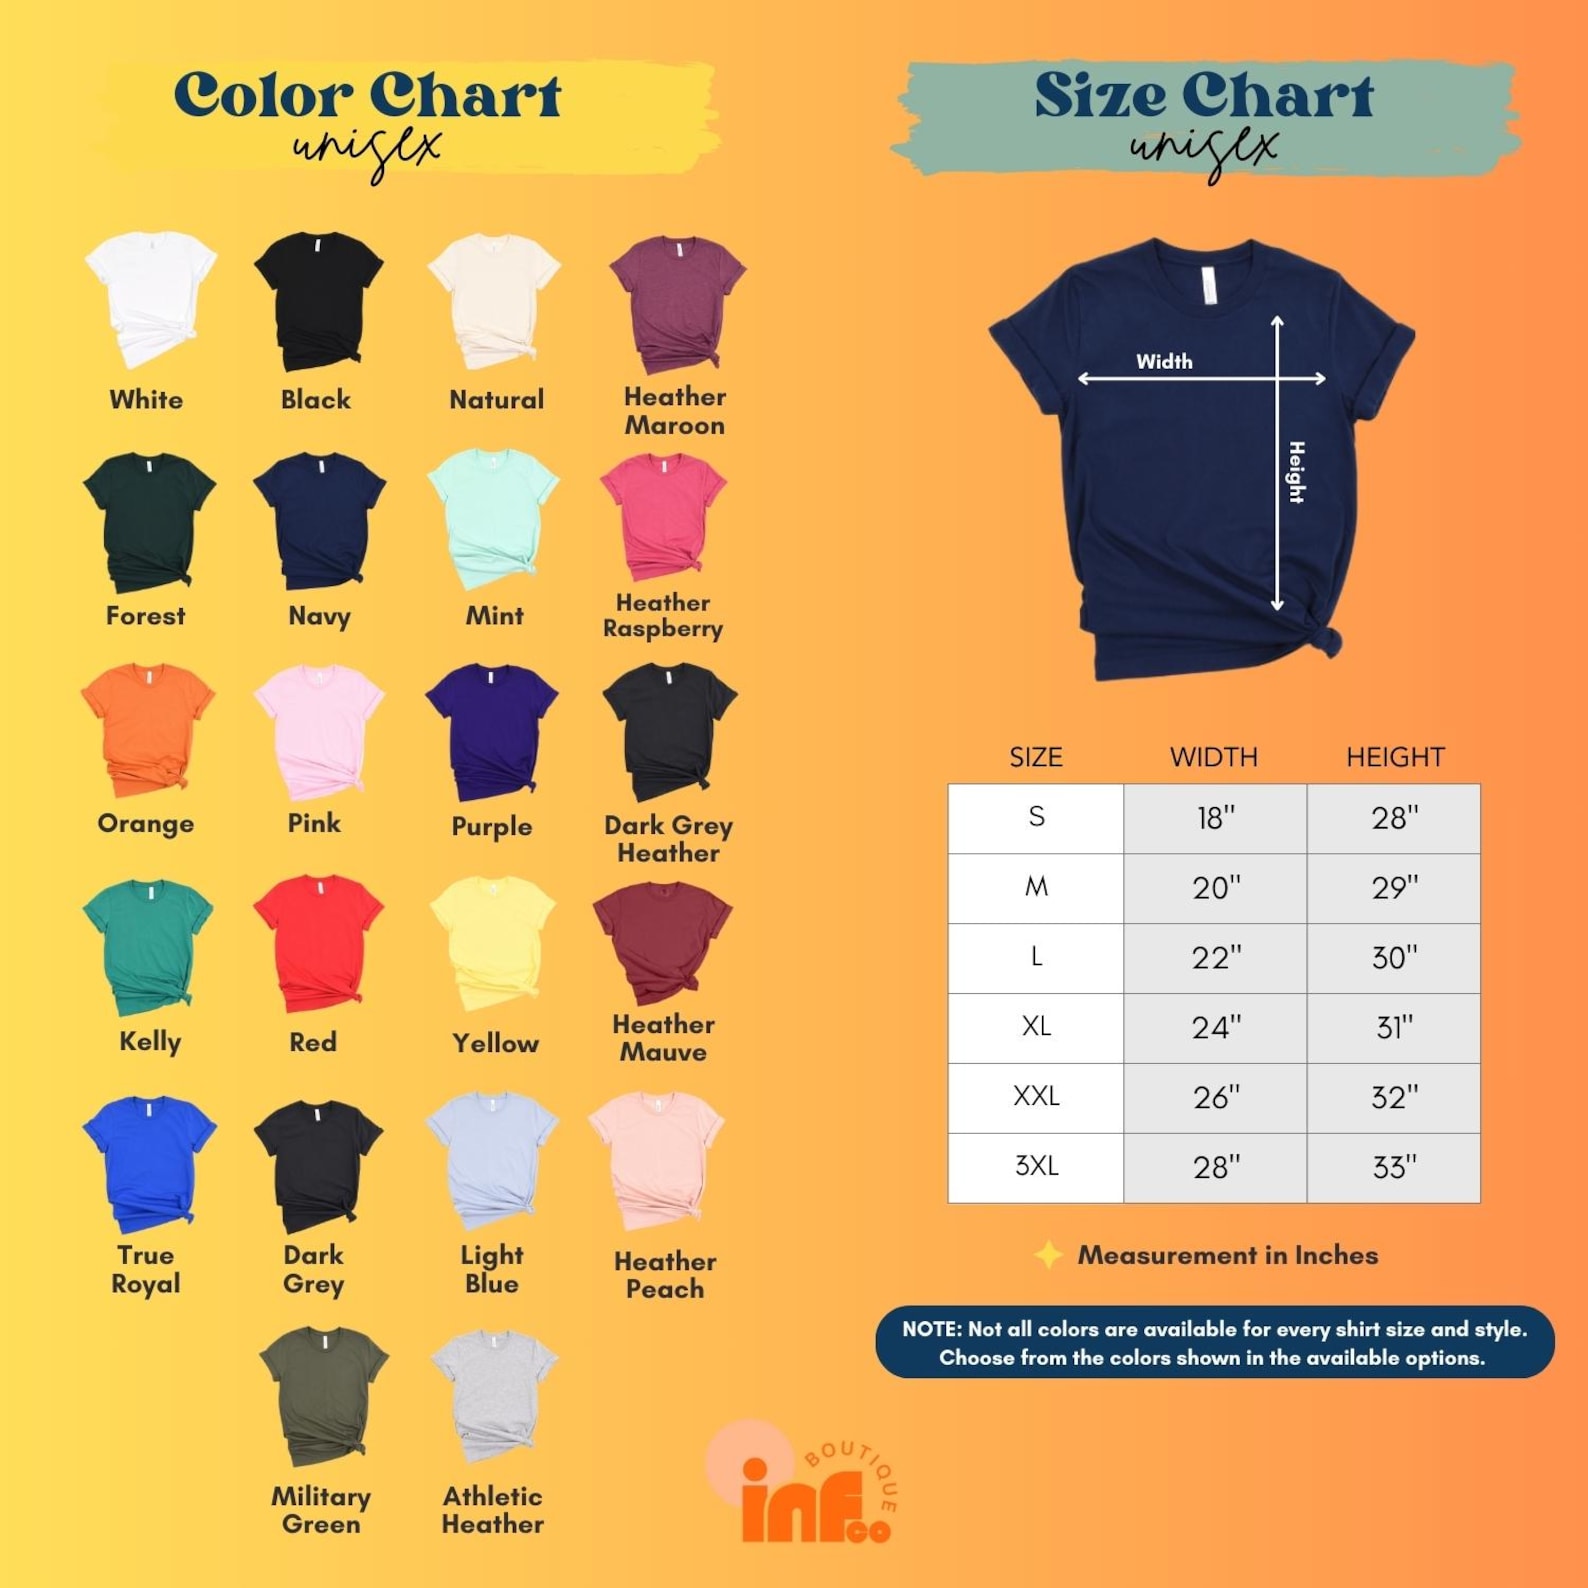 Color Chart
unisex
White
Black
Natural
Heather
Maroon
Forest
Navy
Mint
Heather
Raspberry
Orange
Pink
Purple
Dark Grey
Heather
Kelly
Red
Yellow
Heather
Mauve
True
Royal
Dark
Grey
Light
Blue
Heather
Peach
Military
Green
Athletic
Heather
Size Chart
unisex
Width
Height
SIZE WIDTH HEIGHT
S 18" 28"
M 20" 29"
L 22" 30"
XL 24" 31"
XXL 26" 32"
3XL 28" 33"
Measurement in Inches
NOTE: Not all colors are available for every shirt size and style.
Choose from the colors shown in the available options.
BOUTIQUE
inf co